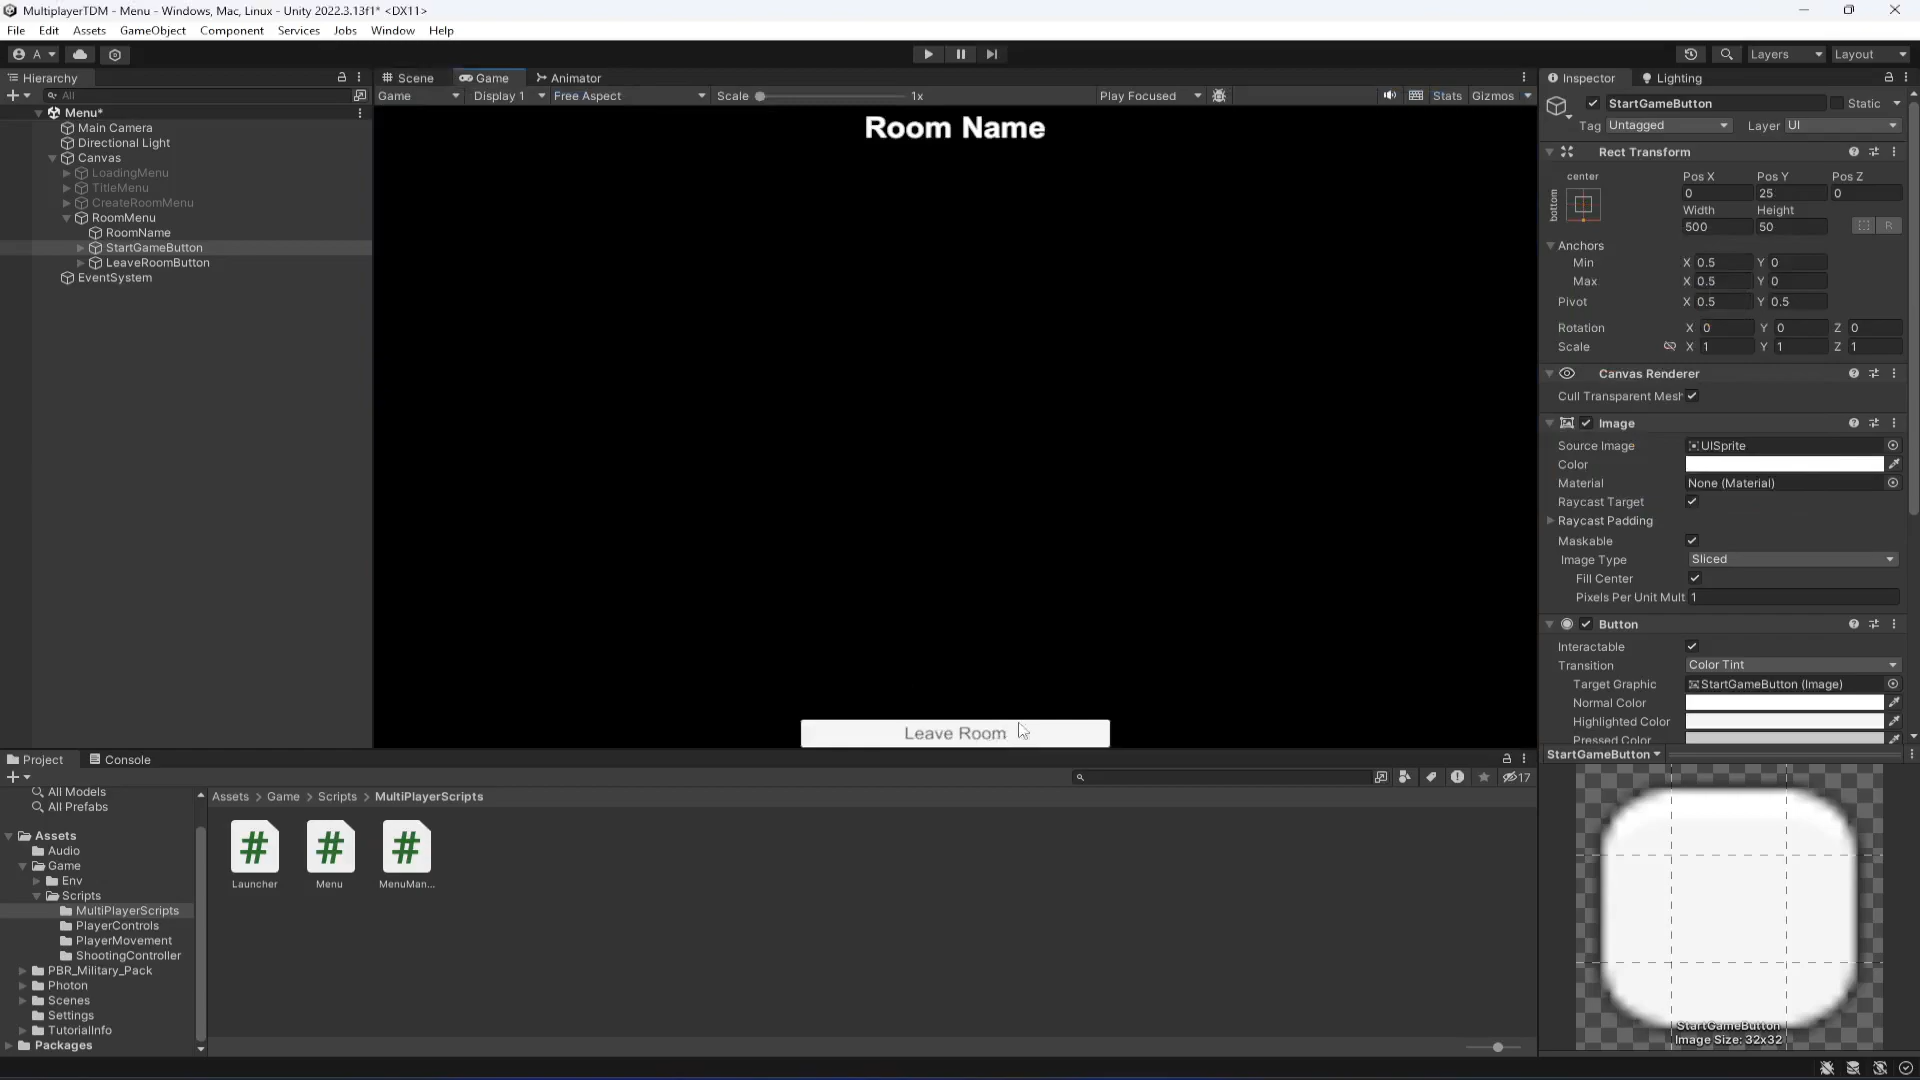 MultiplayerTDM - Menu - Windows, Mac, Linux - Unity 2022.3.13f1* <DX11>
File Edit Assets GameObject Component Services Jobs Window Help
A Layers Layout
Hierarchy
All
Menu*
Main Camera
Directional Light
Canvas
LoadingMenu
TitleMenu
CreateRoomMenu
RoomMenu
RoomName
StartGameButton
LeaveRoomButton
EventSystem
Scene Game Animator
Game Display 1 Free Aspect Scale 1x Play Focused Stats Gizmos
Room Name
Leave Room
Inspector Lighting
StartGameButton Static
Tag Untagged Layer UI
Rect Transform
center
bottom
Pos X Pos Y Pos Z
0 25 0
Width Height
500 50
R
Anchors
Min X 0.5 Y 0
Max X 0.5 Y 0
Pivot X 0.5 Y 0.5
Rotation X 0 Y 0 Z 0
Scale X 1 Y 1 Z 1
Canvas Renderer
Cull Transparent Mesh
Image
Source Image UISprite
Color
Material None (Material)
Raycast Target
Raycast Padding
Maskable
Image Type Sliced
Fill Center
Pixels Per Unit Mult 1
Button
Interactable
Transition Color Tint
Target Graphic StartGameButton (Image)
Normal Color
Highlighted Color
Pressed Color
StartGameButton
StartGameButton
Image Size: 32x32
Project Console
17
All Models
All Prefabs
Assets
Audio
Game
Env
Scripts
MultiPlayerScripts
PlayerControls
PlayerMovement
ShootingController
PBR_Military_Pack
Photon
Scenes
Settings
TutorialInfo
Packages
Assets > Game > Scripts > MultiPlayerScripts
# # #
Launcher Menu MenuMan...